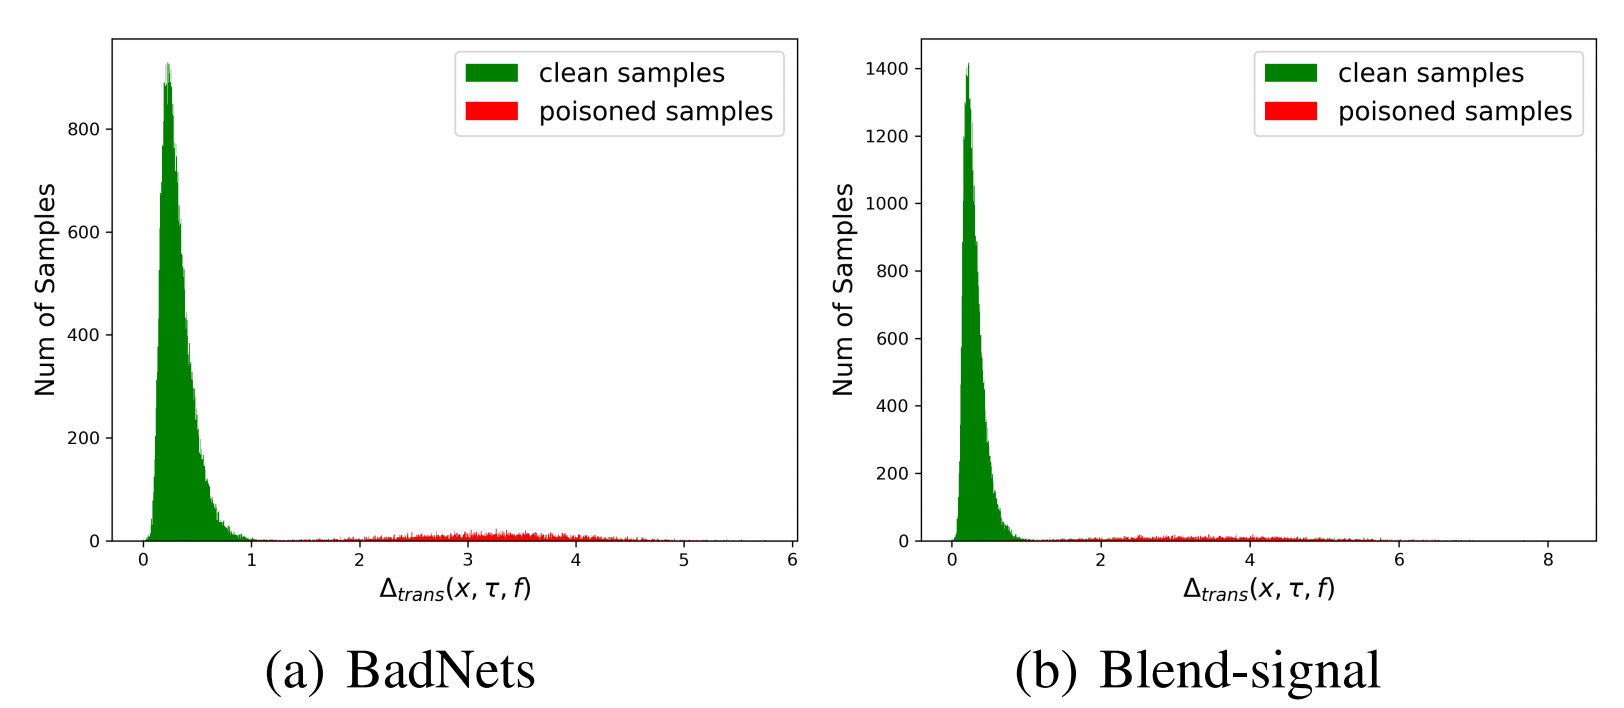 clean samples
poisoned samples
800
600
400
200
0
Num of Samples
0 1 2 3 4 5 6
Δtrans(x, τ, f)
(a) BadNets
clean samples
poisoned samples
1400
1200
1000
800
600
400
200
0
Num of Samples
0 2 4 6 8
Δtrans(x, τ, f)
(b) Blend-signal